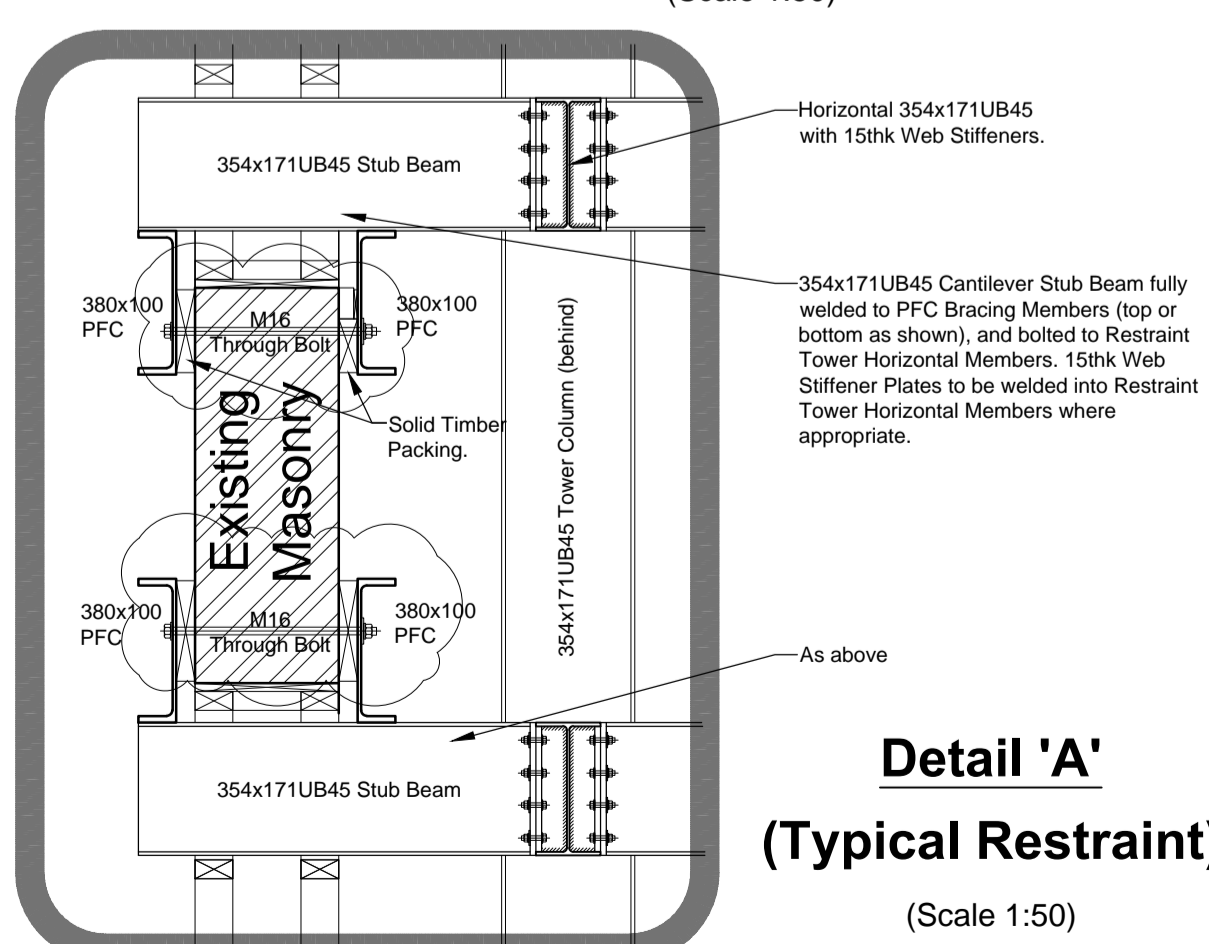 354x171UB45 Stub Beam
Horizontal 354x171UB45
with 15thk Web Stiffeners.
354x171UB45 Cantilever Stub Beam fully
welded to PFC Bracing Members (top or
bottom as shown), and bolted to Restraint
Tower Horizontal Members. 15thk Web
Stiffener Plates to be welded into Restraint
Tower Horizontal Members where
appropriate.
380x100
PFC
M16
Through Bolt
380x100
PFC
Existing
Masonry
Solid Timber
Packing.
354x171UB45 Tower Column (behind)
380x100
PFC
M16
Through Bolt
380x100
PFC
As above
354x171UB45 Stub Beam
Detail 'A'
(Typical Restraint)
(Scale 1:50)